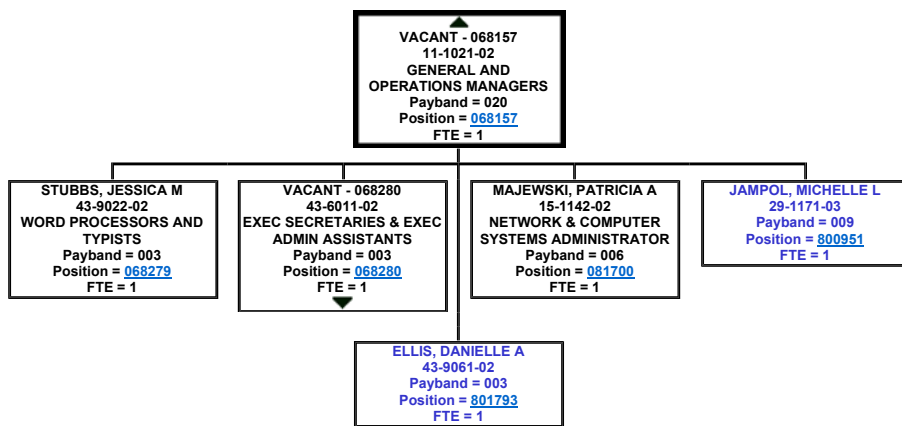 VACANT - 068157
11-1021-02
GENERAL AND
OPERATIONS MANAGERS
Payband = 020
Position = 068157
FTE = 1
STUBBS, JESSICA M
43-9022-02
WORD PROCESSORS AND
TYPISTS
Payband = 003
Position = 068279
FTE = 1
VACANT - 068280
43-6011-02
EXEC SECRETARIES & EXEC
ADMIN ASSISTANTS
Payband = 003
Position = 068280
FTE = 1
MAJEWSKI, PATRICIA A
15-1142-02
NETWORK & COMPUTER
SYSTEMS ADMINISTRATOR
Payband = 006
Position = 081700
FTE = 1
JAMPOL, MICHELLE L
29-1171-03
Payband = 009
Position = 800951
FTE = 1
ELLIS, DANIELLE A
43-9061-02
Payband = 003
Position = 801793
FTE = 1